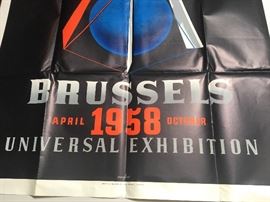 BRUSSELS
APRIL 1958 OCTOBER
UNIVERSAL EXHIBITION